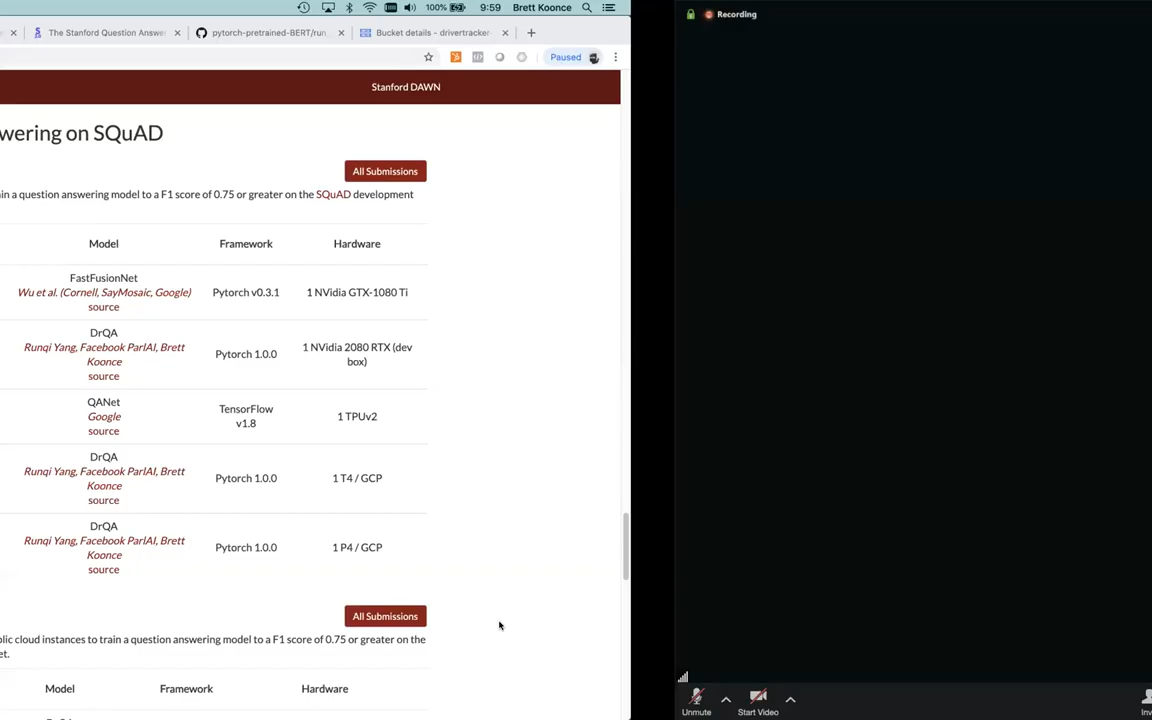 100% 9:59 Brett Koonce
The Stanford Question Answe
pytorch-pretrained-BERT/run_
Bucket details - drivertracker-
Paused
Stanford DAWN
wering on SQuAD
All Submissions
in a question answering model to a F1 score of 0.75 or greater on the SQuAD development
Model Framework Hardware
FastFusionNet
Wu et al. (Cornell, SayMosaic, Google)
source
Pytorch v0.3.1
1 NVidia GTX-1080 Ti
DrQA
Runqi Yang, Facebook ParlAI, Brett
Koonce
source
Pytorch 1.0.0
1 NVidia 2080 RTX (dev
box)
QANet
Google
source
TensorFlow
v1.8
1 TPUv2
DrQA
Runqi Yang, Facebook ParlAI, Brett
Koonce
source
Pytorch 1.0.0
1 T4 / GCP
DrQA
Runqi Yang, Facebook ParlAI, Brett
Koonce
source
Pytorch 1.0.0
1 P4 / GCP
All Submissions
blic cloud instances to train a question answering model to a F1 score of 0.75 or greater on the
et.
Model Framework Hardware
Recording
Unmute
Start Video
Inv